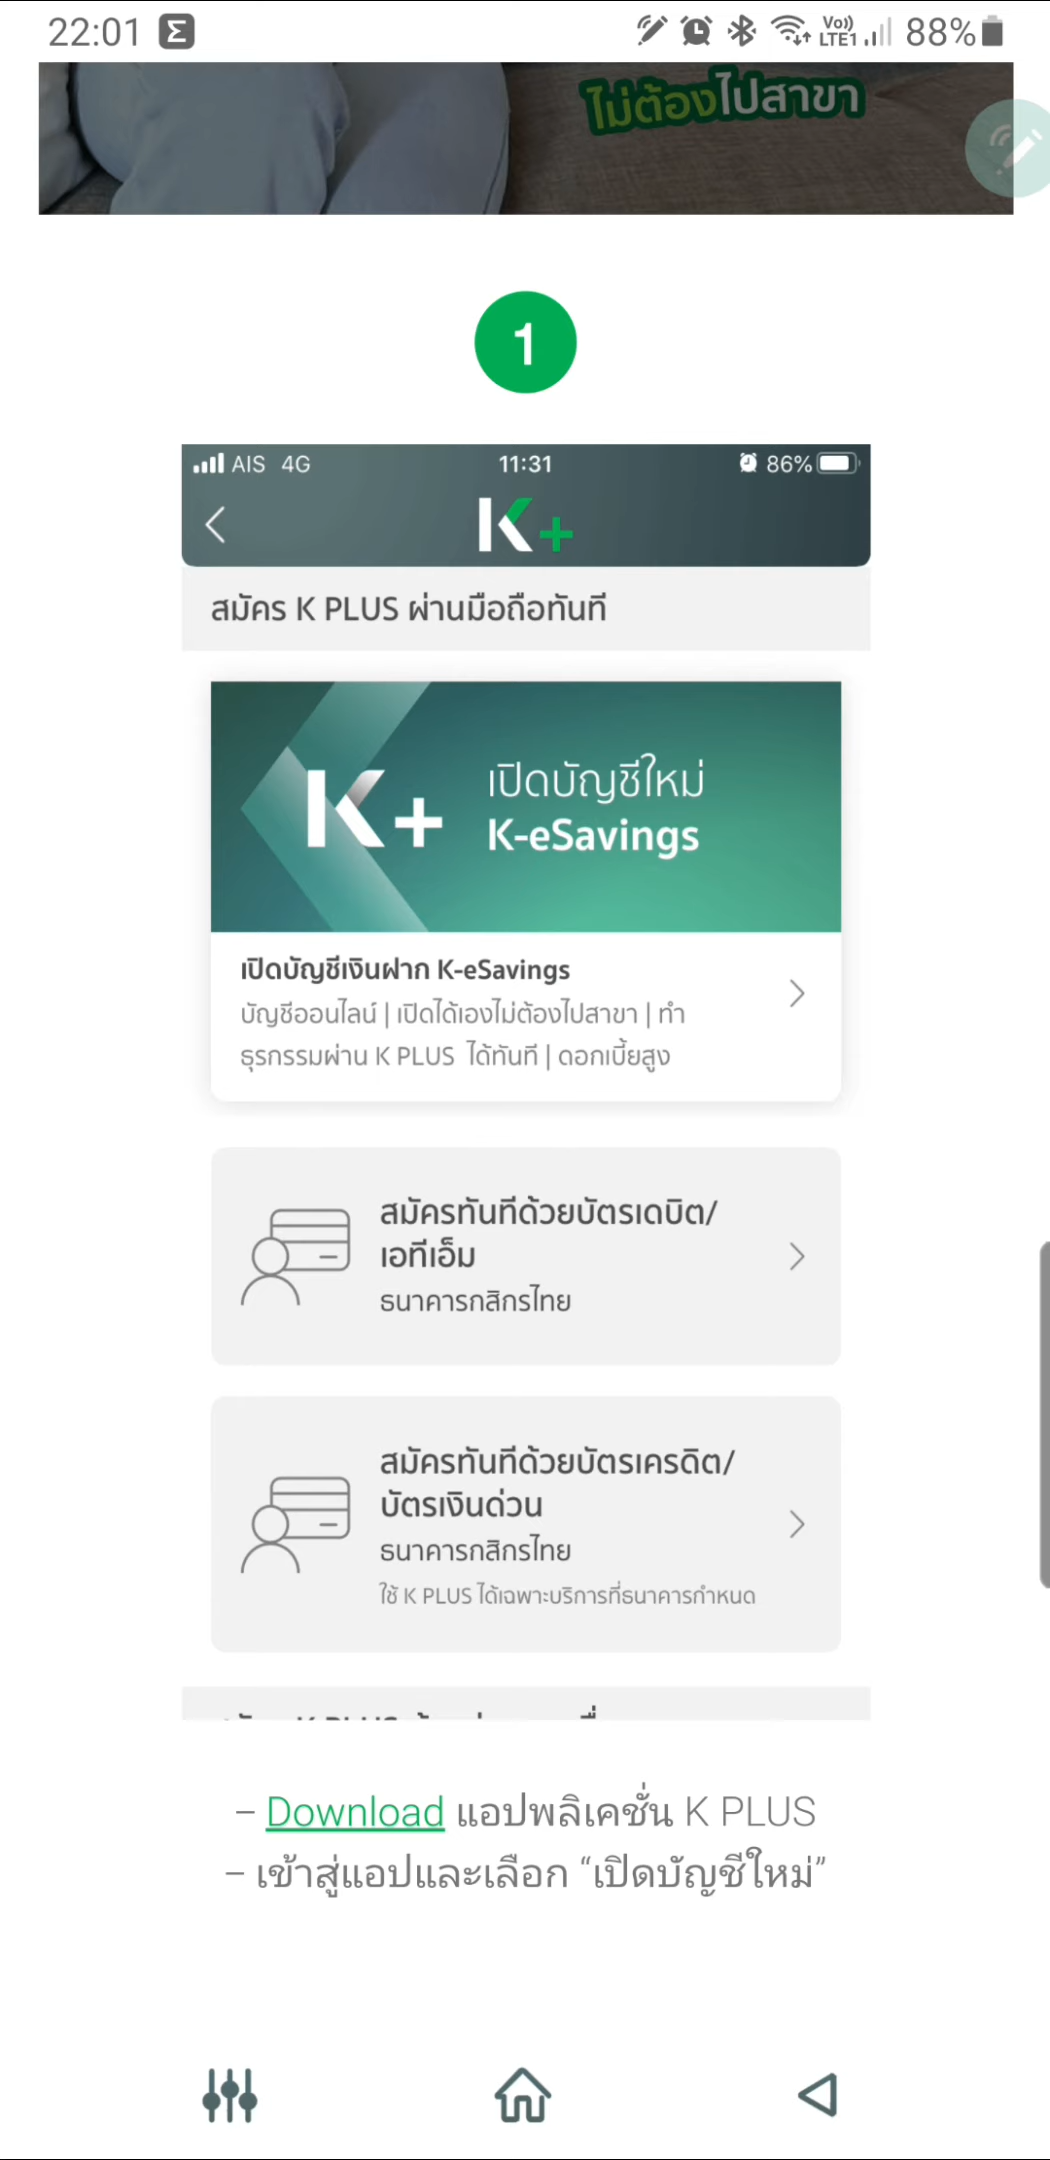 22:01
Vo)) LTE1 88%
ไม่ต้องไปสาขา
1
AIS 4G 11:31 86%
K+
สมัคร K PLUS ผ่านมือถือทันที
K+
เปิดบัญชีใหม่
K-eSavings
เปิดบัญชีเงินฝาก K-eSavings
บัญชีออนไลน์ | เปิดได้เองไม่ต้องไปสาขา | ทำ
ธุรกรรมผ่าน K PLUS ได้ทันที | ดอกเบี้ยสูง
สมัครทันทีด้วยบัตรเดบิต/
เอทีเอ็ม
ธนาคารกสิกรไทย
สมัครทันทีด้วยบัตรเครดิต/
บัตรเงินด่วน
ธนาคารกสิกรไทย
ใช้ K PLUS ได้เฉพาะบริการที่ธนาคารกำหนด
– Download แอปพลิเคชั่น K PLUS
– เข้าสู่แอปและเลือก “เปิดบัญชีใหม่”